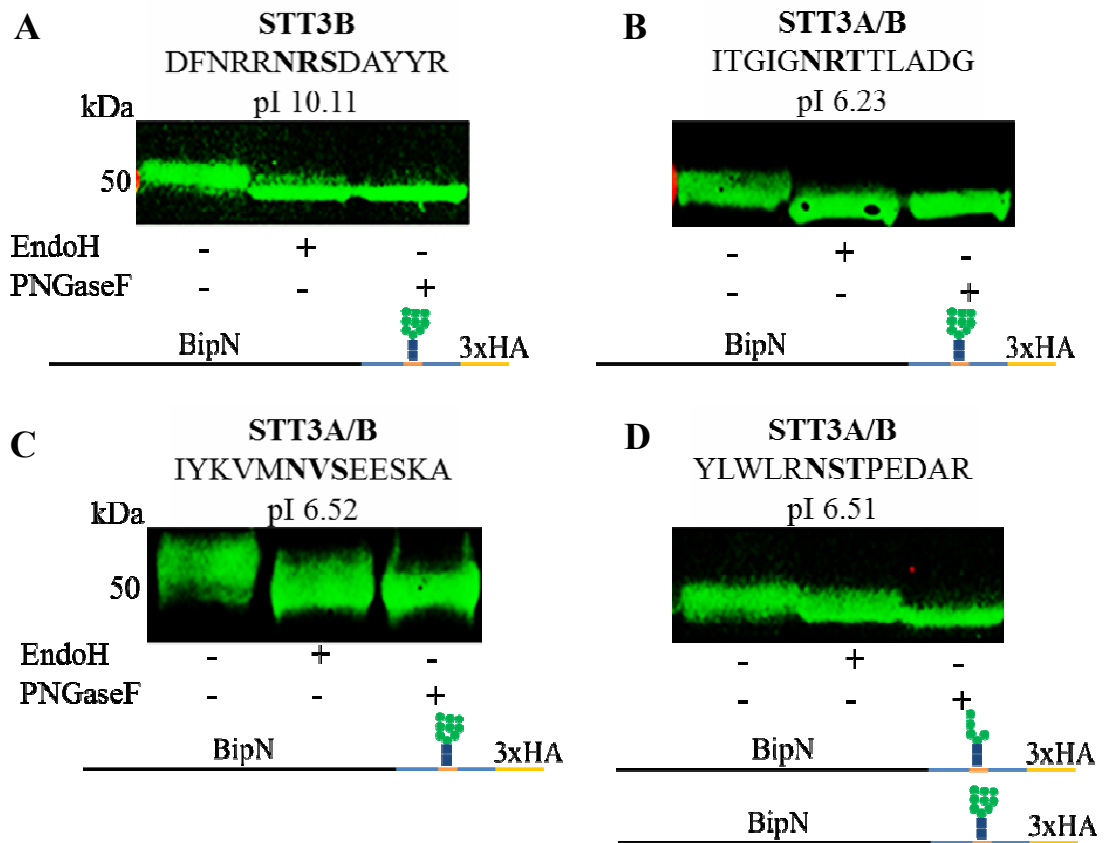 A
STT3B
DFNRRNRSDAYYR
pI 10.11
kDa
50
EndoH - + -
PNGaseF - - +
BipN 3xHA
B
STT3A/B
ITGIGNRTTLADG
pI 6.23
- + -
- - +
BipN 3xHA
C
STT3A/B
IYKVMNVSEESKA
pI 6.52
kDa
50
EndoH - + -
PNGaseF - - +
BipN 3xHA
D
STT3A/B
YLWLRNSTPEDAR
pI 6.51
- + -
- - +
BipN 3xHA
BipN 3xHA